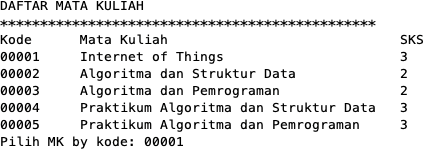 DAFTAR MATA KULIAH
***********************************************
Kode Mata Kuliah SKS
00001 Internet of Things 3
00002 Algoritma dan Struktur Data 2
00003 Algoritma dan Pemrograman 2
00004 Praktikum Algoritma dan Struktur Data 3
00005 Praktikum Algoritma dan Pemrograman 3
Pilih MK by kode: 00001